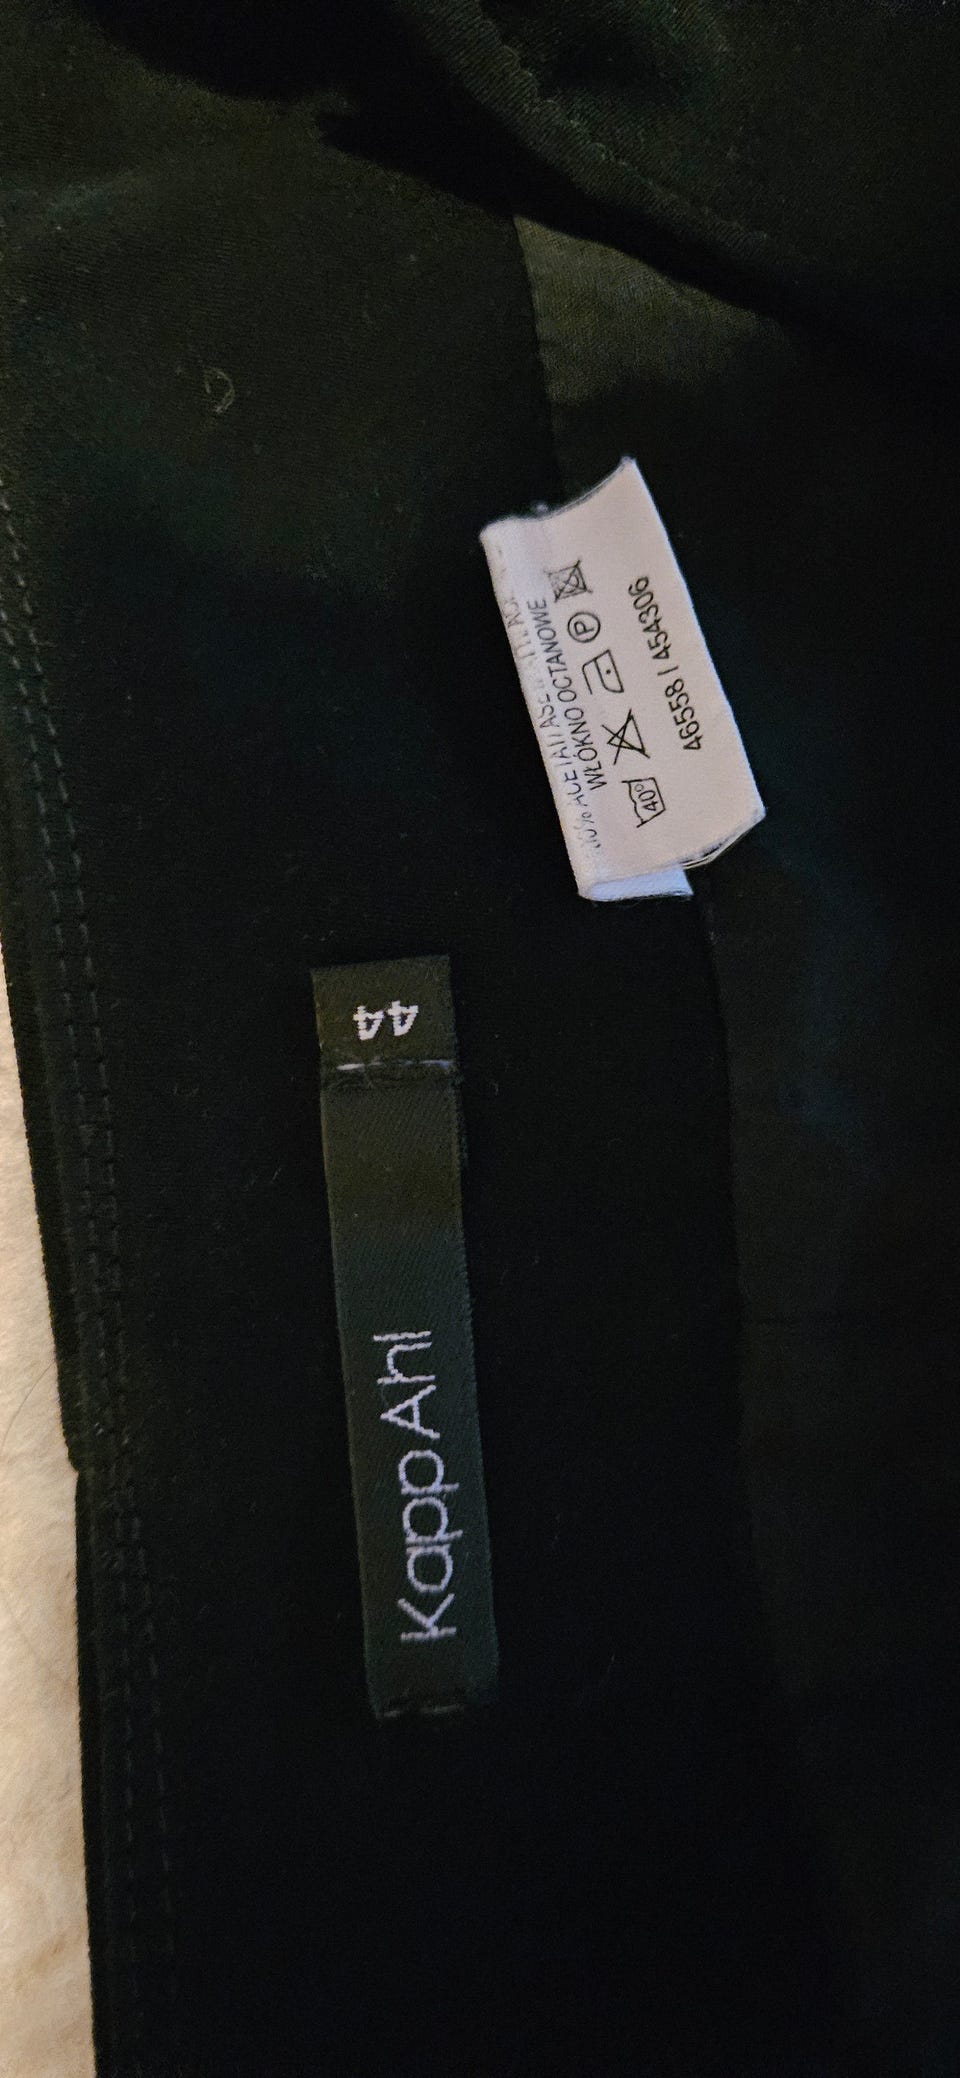 WŁÓKNO OCTANOWE
40°
P
46558 / 454306
44
KappAhl